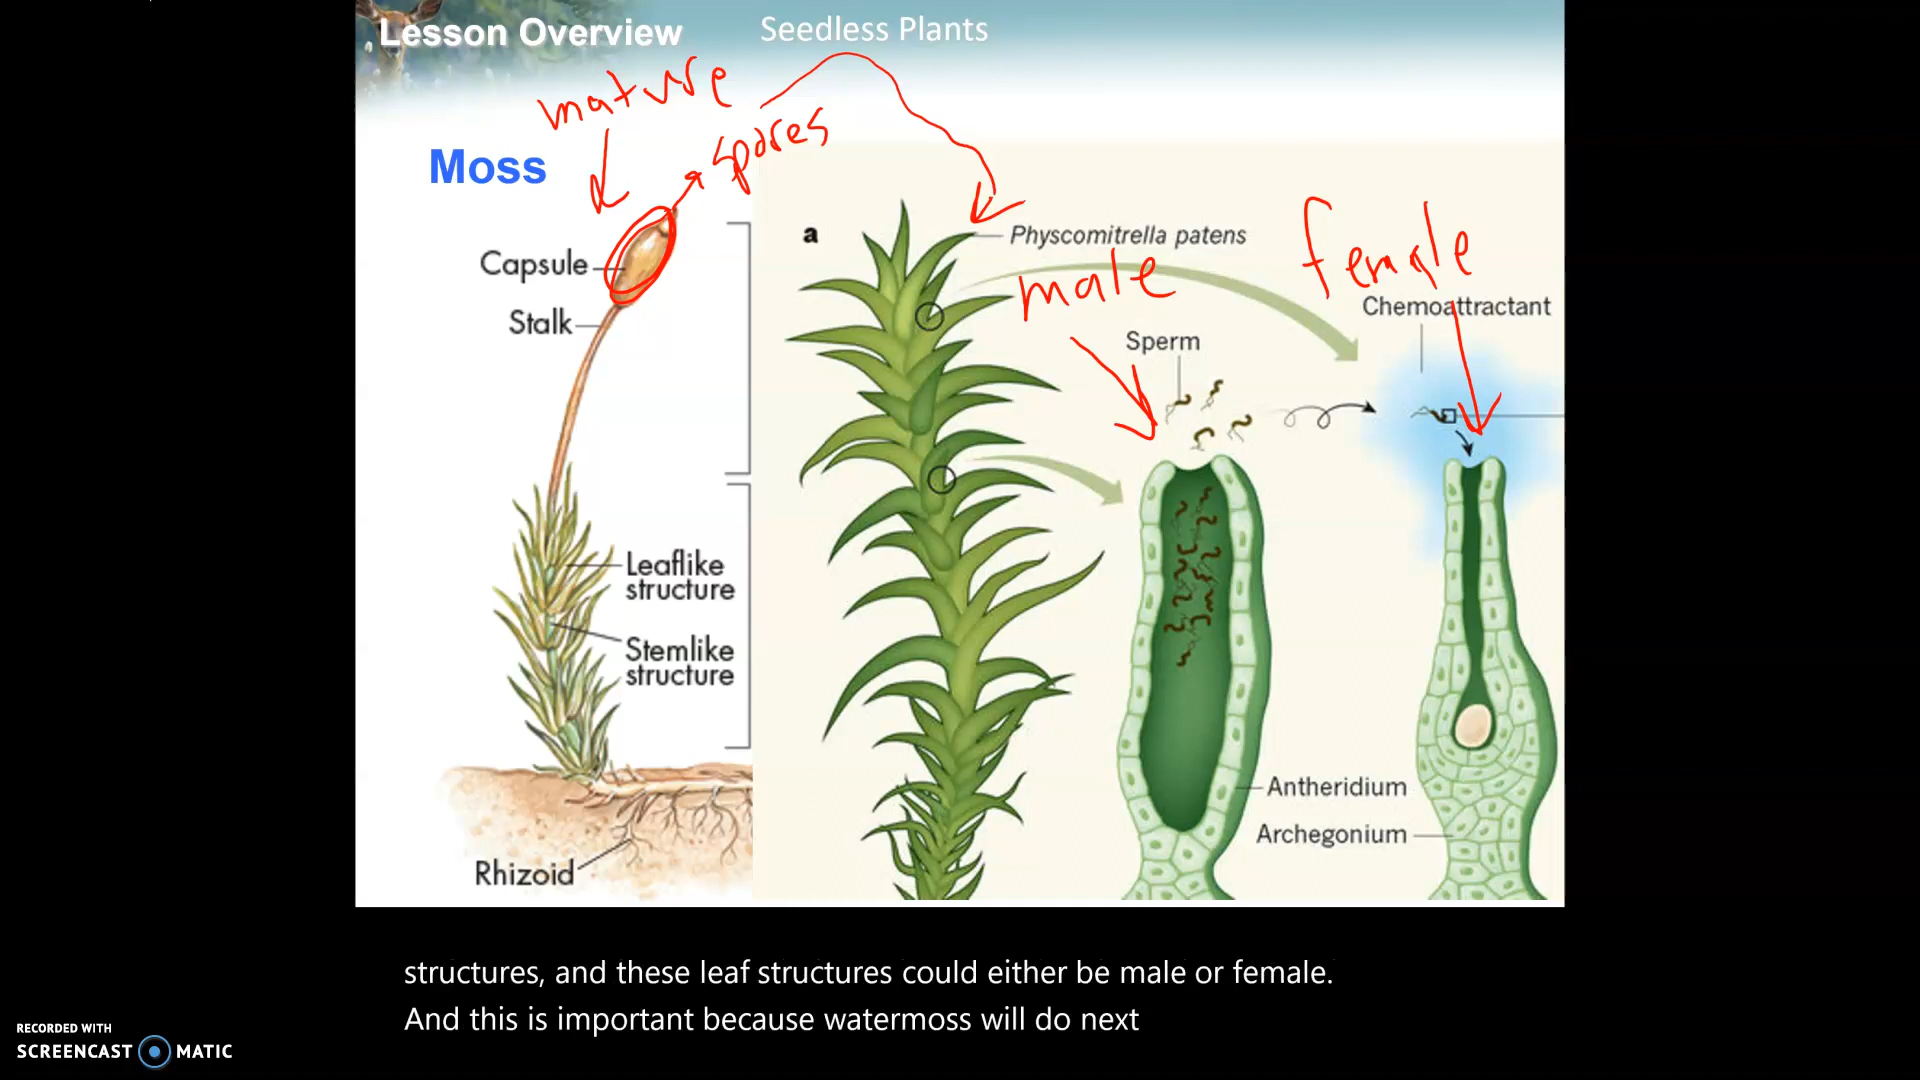 Lesson Overview
Seedless Plants
mature
spores
Moss
Capsule
Stalk
Leaflike
structure
Stemlike
structure
Rhizoid
a
Physcomitrella patens
male
female
Chemoattractant
Sperm
Antheridium
Archegonium
structures, and these leaf structures could either be male or female.
And this is important because watermoss will do next
RECORDED WITH
SCREENCAST MATIC